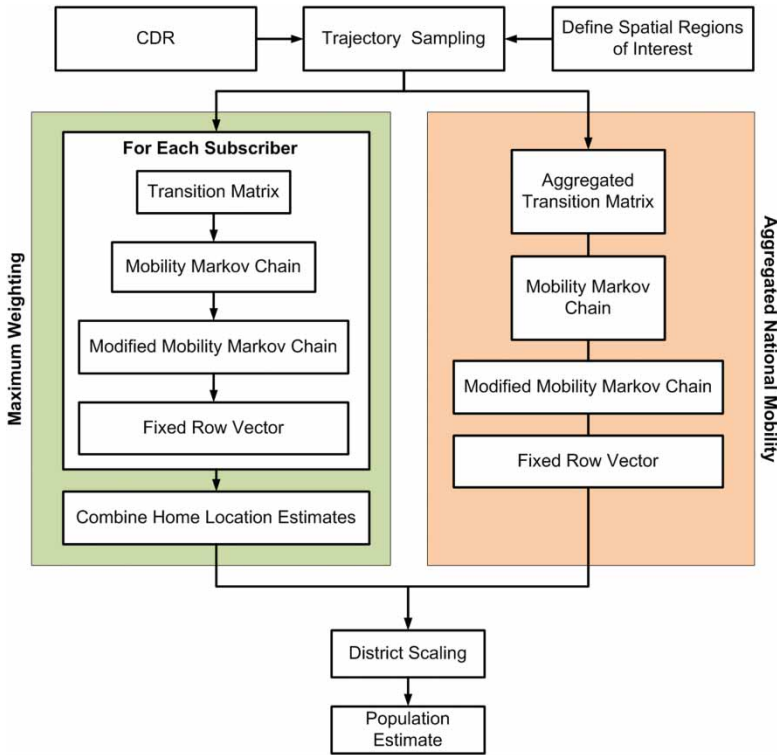 CDR
Trajectory Sampling
Define Spatial Regions
of Interest
Maximum Weighting
For Each Subscriber
Transition Matrix
Mobility Markov Chain
Modified Mobility Markov Chain
Fixed Row Vector
Combine Home Location Estimates
Aggregated
Transition Matrix
Mobility Markov
Chain
Modified Mobility Markov Chain
Fixed Row Vector
Aggregated National Mobility
District Scaling
Population
Estimate